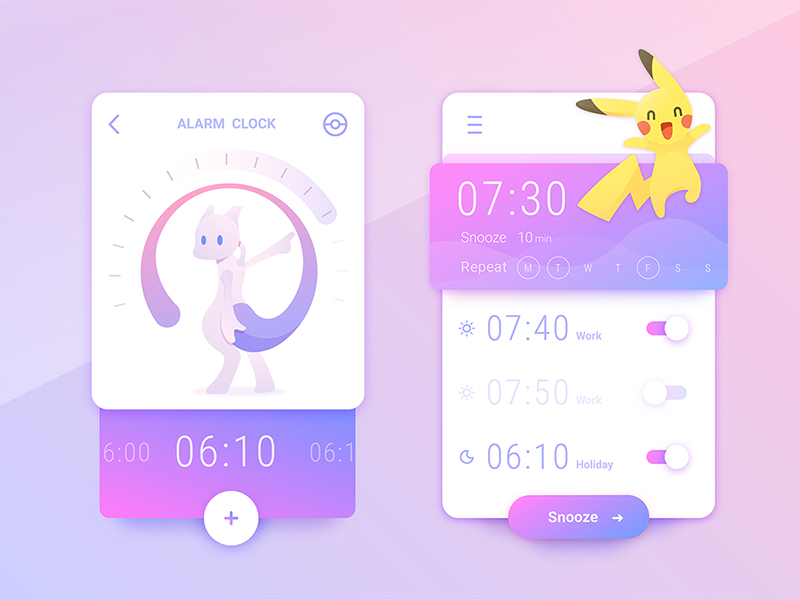 ALARM CLOCK
6:00 06:10 06:1
+
07:30
Snooze 10 min
Repeat M T W T F S S
07:40 Work
07:50 Work
06:10 Holiday
Snooze →